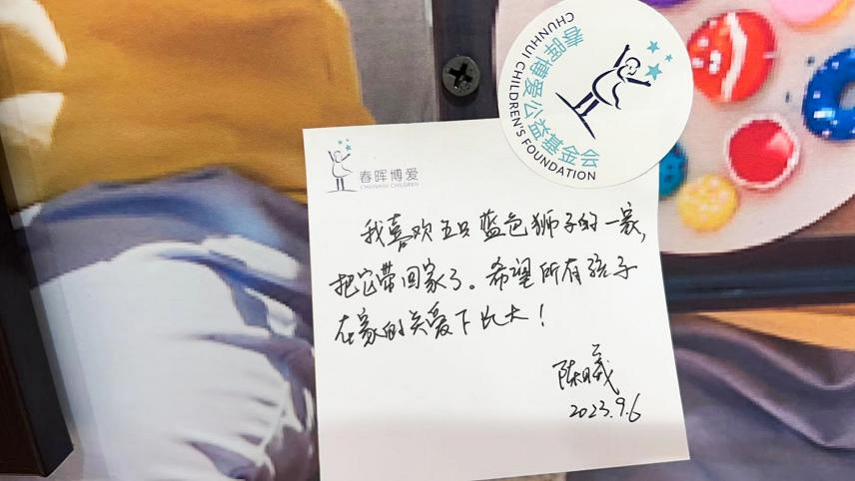 春晖博爱公益基金会
CHUNHUI CHILDREN'S FOUNDATION
春晖博爱
CHUNHUI CHILDREN
我喜欢五只蓝色狮子的一家,
把它带回家了。希望所有孩子
在家的关爱下长大!
陈曦
2023.9.6